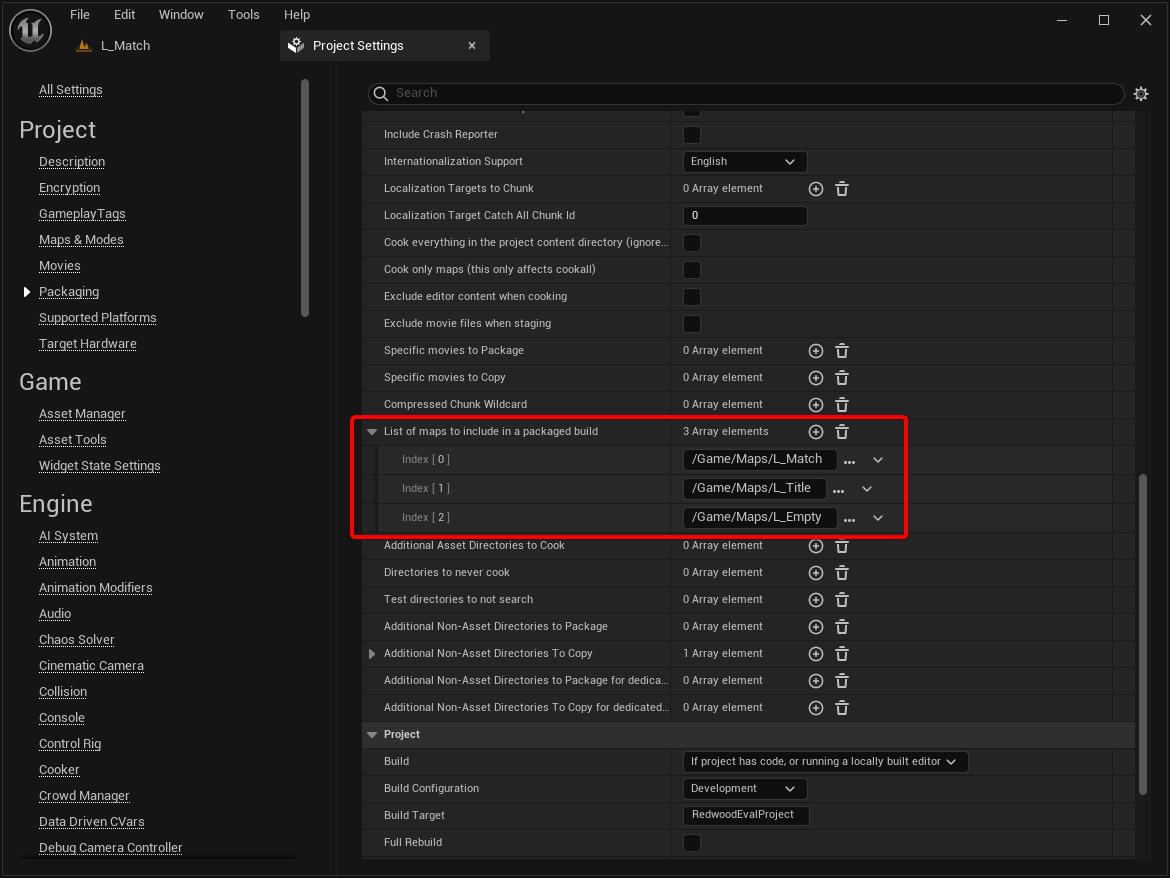 File Edit Window Tools Help
L_Match
Project Settings
All Settings
Project
Description
Encryption
GameplayTags
Maps & Modes
Movies
Packaging
Supported Platforms
Target Hardware
Game
Asset Manager
Asset Tools
Widget State Settings
Engine
AI System
Animation
Animation Modifiers
Audio
Chaos Solver
Cinematic Camera
Collision
Console
Control Rig
Cooker
Crowd Manager
Data Driven CVars
Debug Camera Controller
Search
Include Crash Reporter
Internationalization Support English
Localization Targets to Chunk 0 Array element
Localization Target Catch All Chunk Id 0
Cook everything in the project content directory (ignore...
Cook only maps (this only affects cookall)
Exclude editor content when cooking
Exclude movie files when staging
Specific movies to Package 0 Array element
Specific movies to Copy 0 Array element
Compressed Chunk Wildcard 0 Array element
List of maps to include in a packaged build 3 Array elements
Index [ 0 ] /Game/Maps/L_Match ...
Index [ 1 ] /Game/Maps/L_Title ...
Index [ 2 ] /Game/Maps/L_Empty ...
Additional Asset Directories to Cook 0 Array element
Directories to never cook 0 Array element
Test directories to not search 0 Array element
Additional Non-Asset Directories to Package 0 Array element
Additional Non-Asset Directories To Copy 1 Array element
Additional Non-Asset Directories to Package for dedica... 0 Array element
Additional Non-Asset Directories To Copy for dedicated... 0 Array element
Project
Build If project has code, or running a locally built editor
Build Configuration Development
Build Target RedwoodEvalProject
Full Rebuild